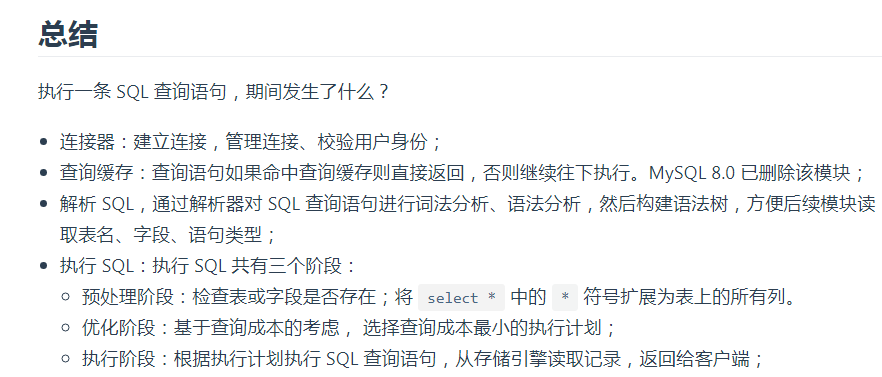 总结
执行一条 SQL 查询语句，期间发生了什么？
连接器：建立连接，管理连接、校验用户身份；
查询缓存：查询语句如果命中查询缓存则直接返回，否则继续往下执行。MySQL 8.0 已删除该模块；
解析 SQL，通过解析器对 SQL 查询语句进行词法分析、语法分析，然后构建语法树，方便后续模块读
取表名、字段、语句类型；
执行 SQL：执行 SQL 共有三个阶段：
预处理阶段：检查表或字段是否存在；将 select * 中的 * 符号扩展为表上的所有列。
优化阶段：基于查询成本的考虑， 选择查询成本最小的执行计划；
执行阶段：根据执行计划执行 SQL 查询语句，从存储引擎读取记录，返回给客户端；